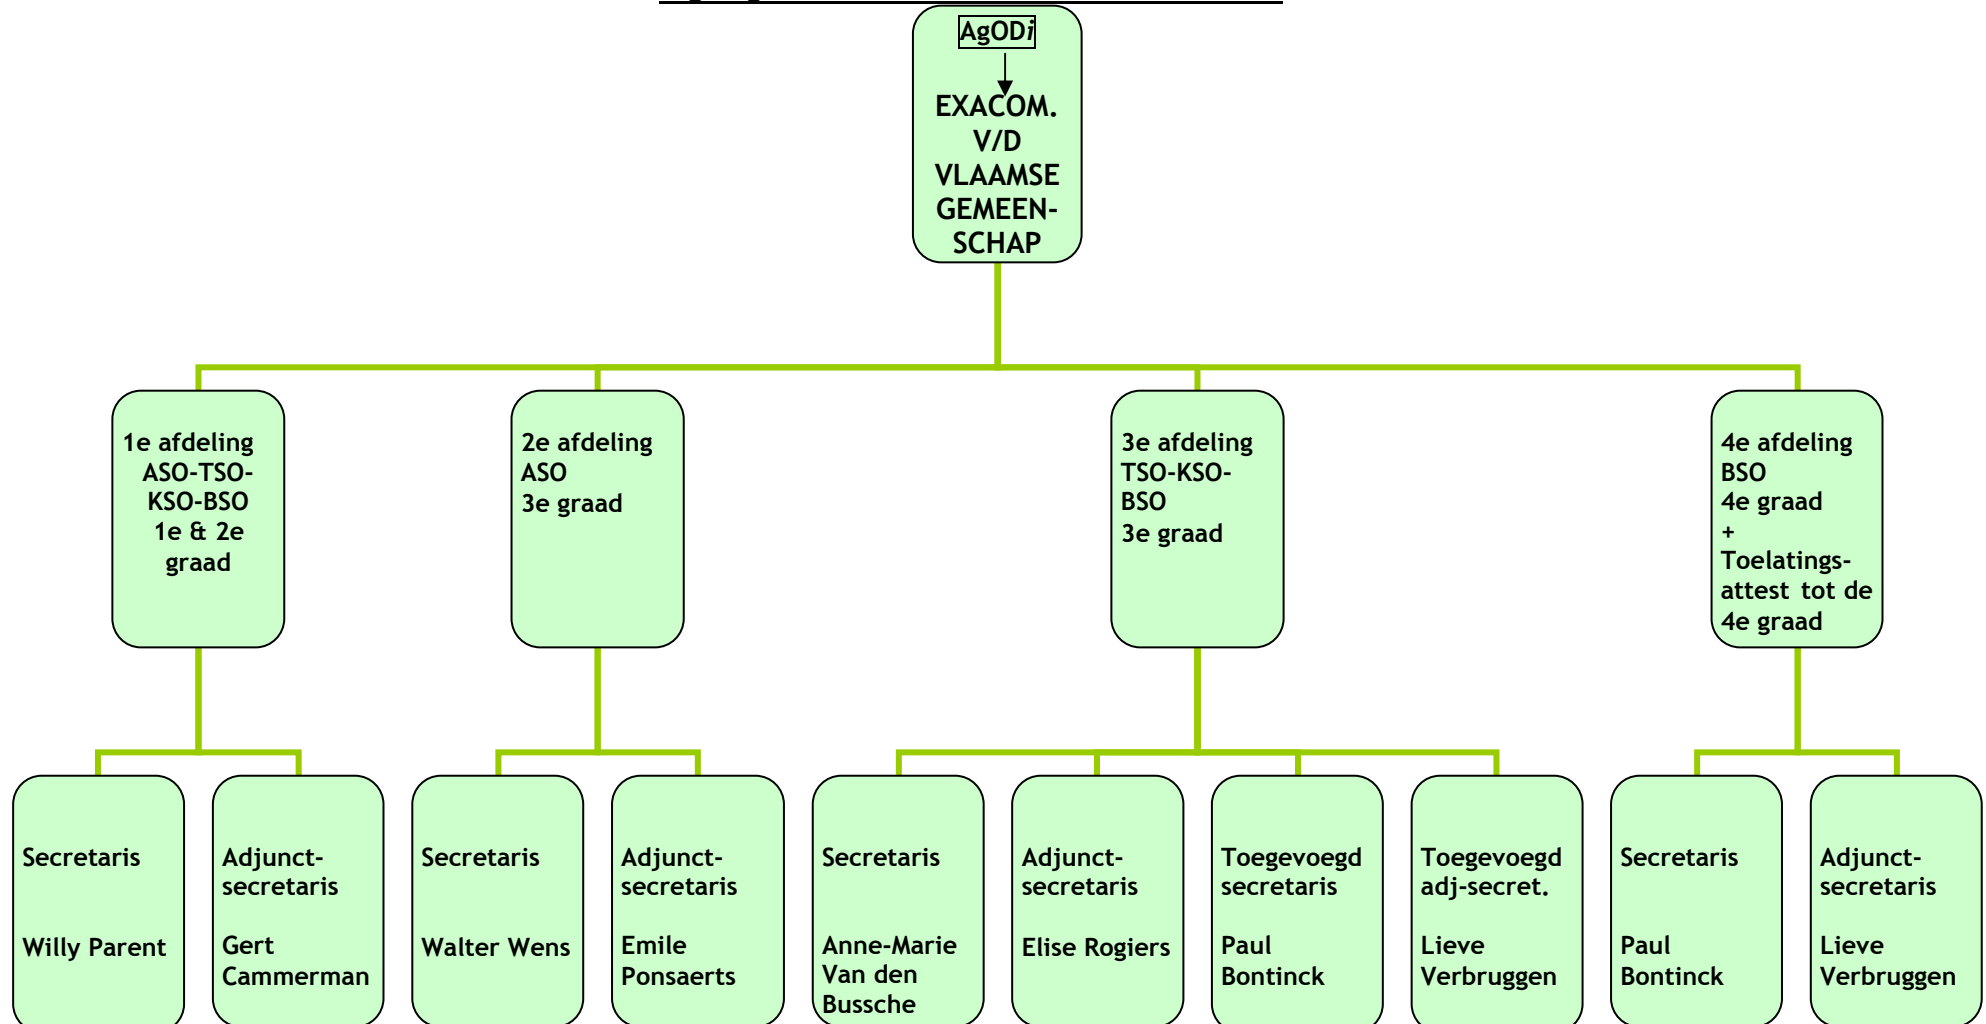 AgODi
EXACOM.
V/D
VLAAMSE
GEMEEN-
SCHAP
1e afdeling
ASO-TSO-
KSO-BSO
1e & 2e
graad
2e afdeling
ASO
3e graad
3e afdeling
TSO-KSO-
BSO
3e graad
4e afdeling
BSO
4e graad
+
Toelatings-
attest tot de
4e graad
Secretaris
Willy Parent
Adjunct-
secretaris
Gert
Cammerman
Secretaris
Walter Wens
Adjunct-
secretaris
Emile
Ponsaerts
Secretaris
Anne-Marie
Van den
Bussche
Adjunct-
secretaris
Elise Rogiers
Toegevoegd
secretaris
Paul
Bontinck
Toegevoegd
adj-secret.
Lieve
Verbruggen
Secretaris
Paul
Bontinck
Adjunct-
secretaris
Lieve
Verbruggen